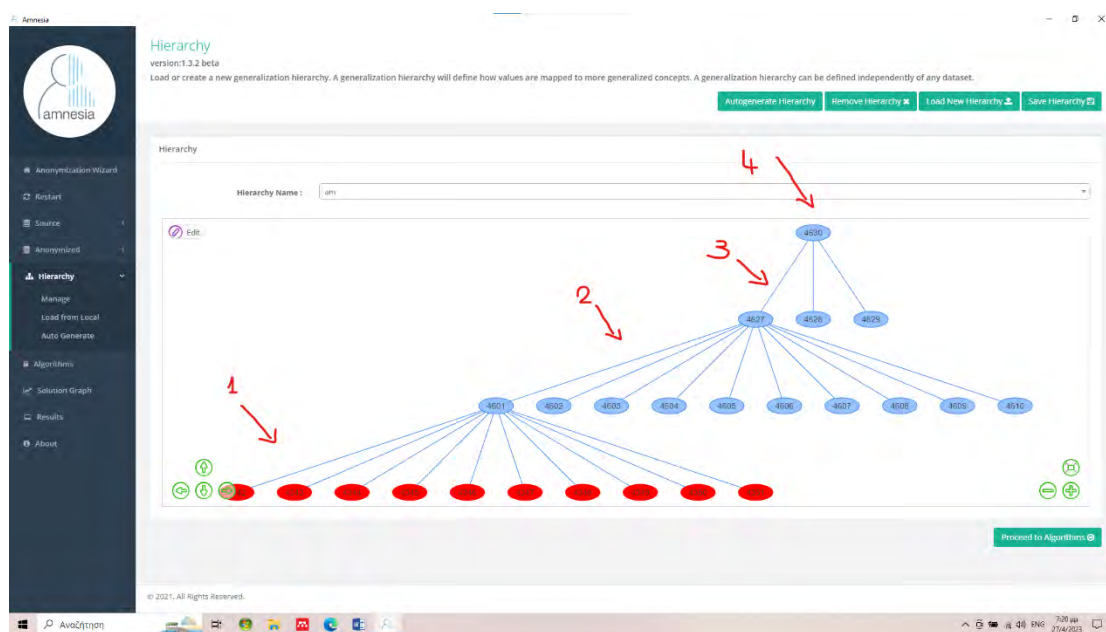 Amnesia
amnesia
Anonymization Wizard
Restart
Source
Anonymized
Hierarchy
Manage
Load from Local
Auto Generate
Algorithms
Solution Graph
Results
About
Hierarchy
version:1.3.2 beta
Load or create a new generalization hierarchy. A generalization hierarchy will define how values are mapped to more generalized concepts. A generalization hierarchy can be defined independently of any dataset.
Autogenerate Hierarchy Remove Hierarchy Load New Hierarchy Save Hierarchy
Hierarchy
Hierarchy Name : am
Edit
4
4630
3
4627 4628 4629
2
4601 4602 4603 4604 4605 4606 4607 4608 4609 4610
1
Proceed to Algorithms
© 2021, All Rights Reserved.
Αναζήτηση
ENG
7:20 μμ
27/4/2023